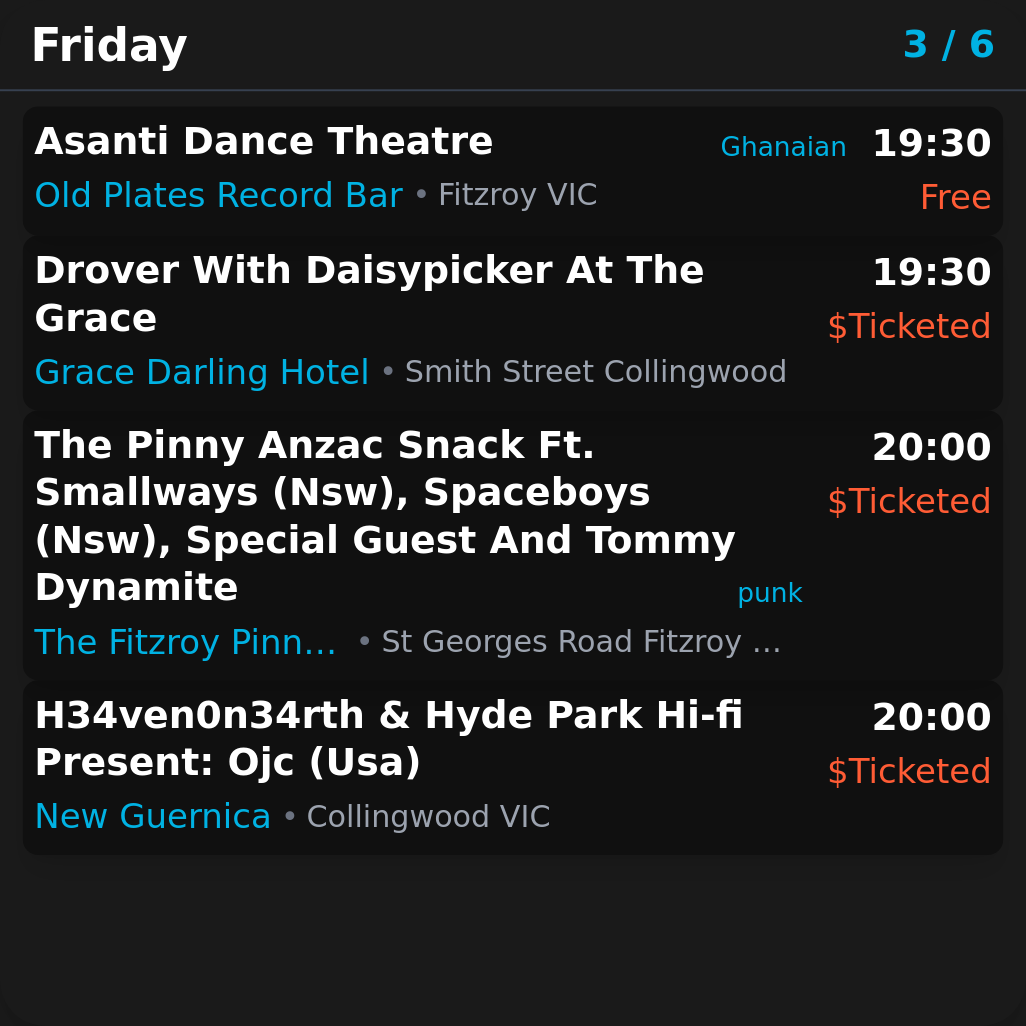 Friday 3 / 6
Asanti Dance Theatre Ghanaian 19:30
Old Plates Record Bar • Fitzroy VIC Free
Drover With Daisypicker At The 19:30
Grace
$Ticketed
Grace Darling Hotel • Smith Street Collingwood
The Pinny Anzac Snack Ft. 20:00
Smallways (Nsw), Spaceboys $Ticketed
(Nsw), Special Guest And Tommy
Dynamite punk
The Fitzroy Pinn... • St Georges Road Fitzroy ...
H34ven0n34rth & Hyde Park Hi-fi 20:00
Present: Ojc (Usa) $Ticketed
New Guernica • Collingwood VIC